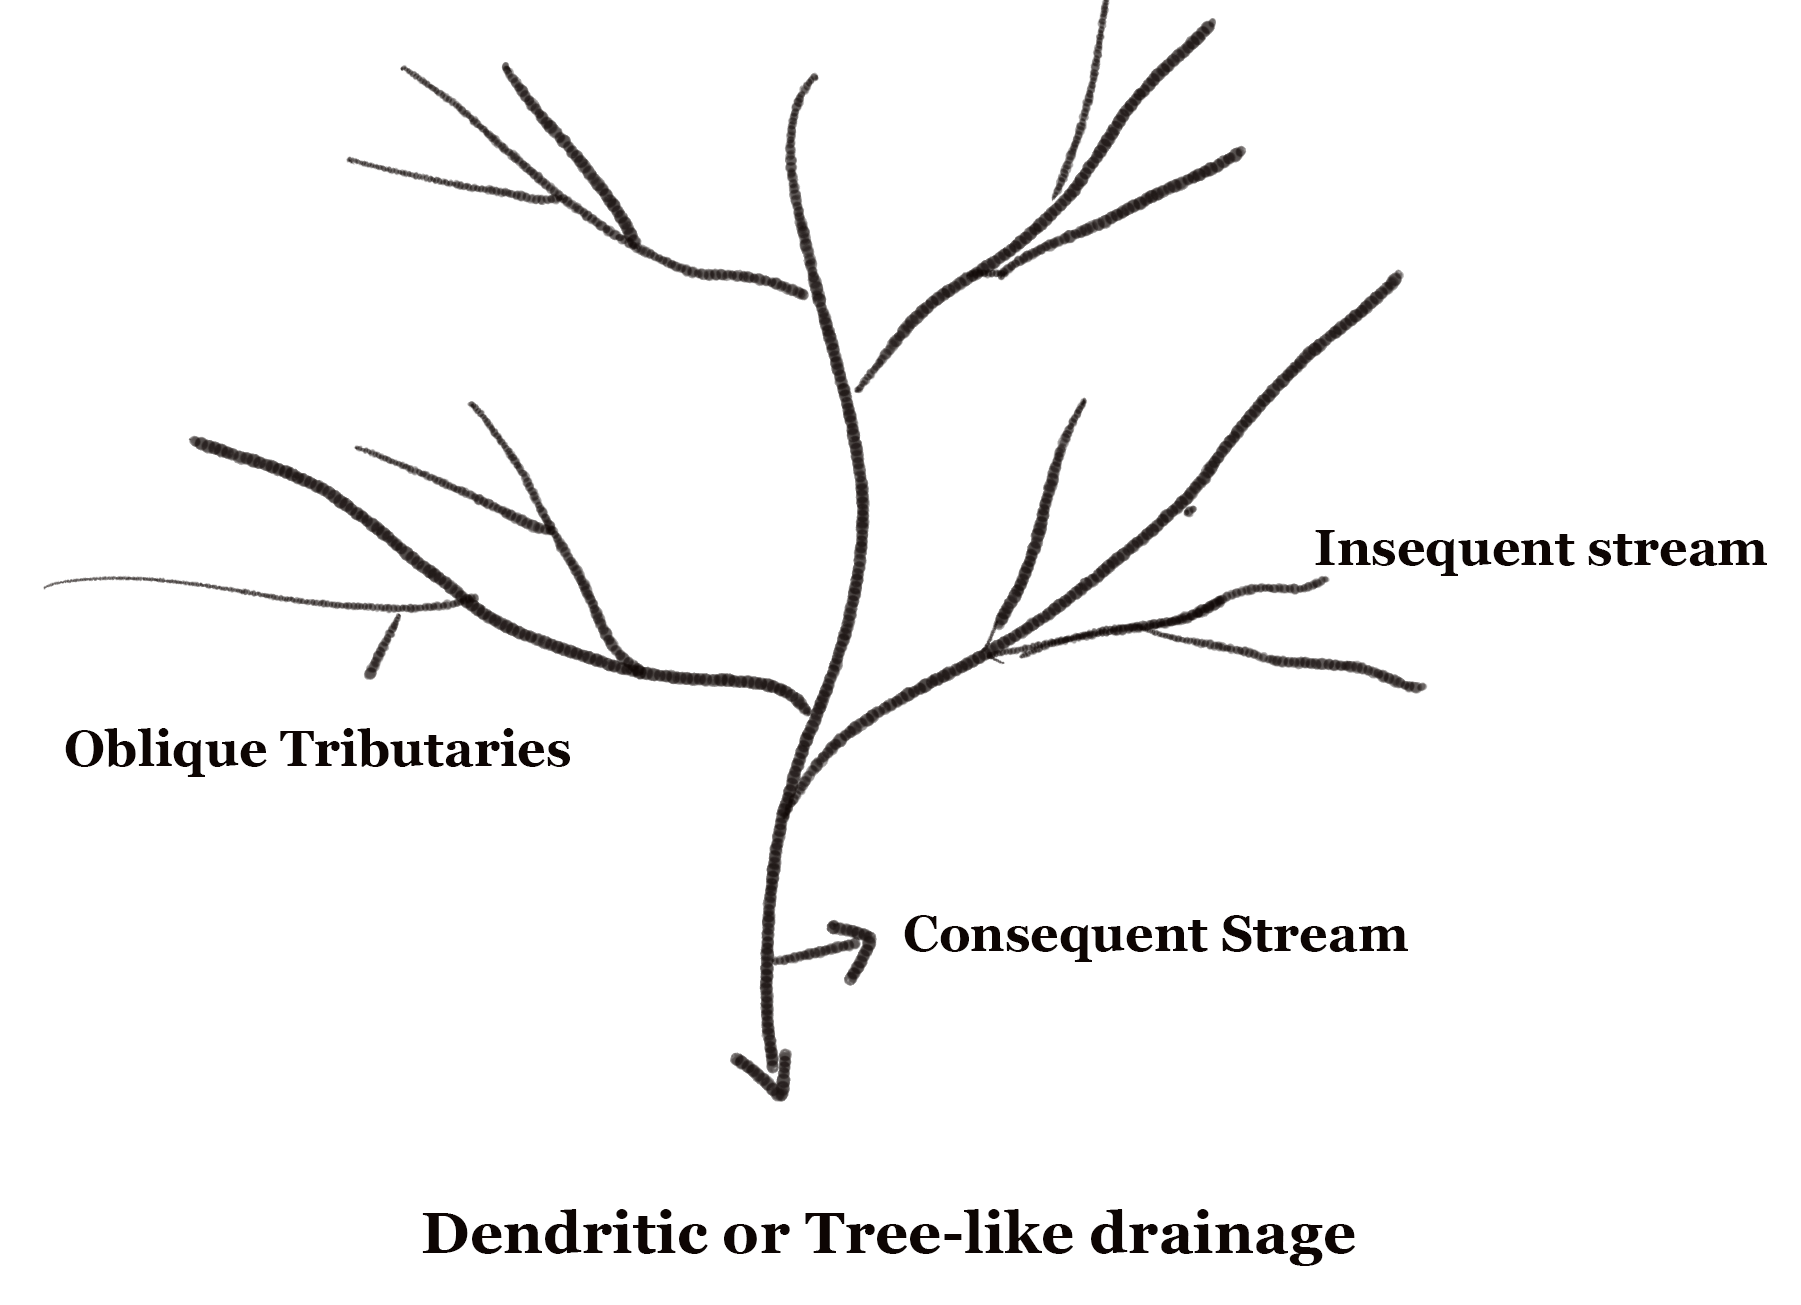 Insequent stream
Oblique Tributaries
Consequent Stream
Dendritic or Tree-like drainage